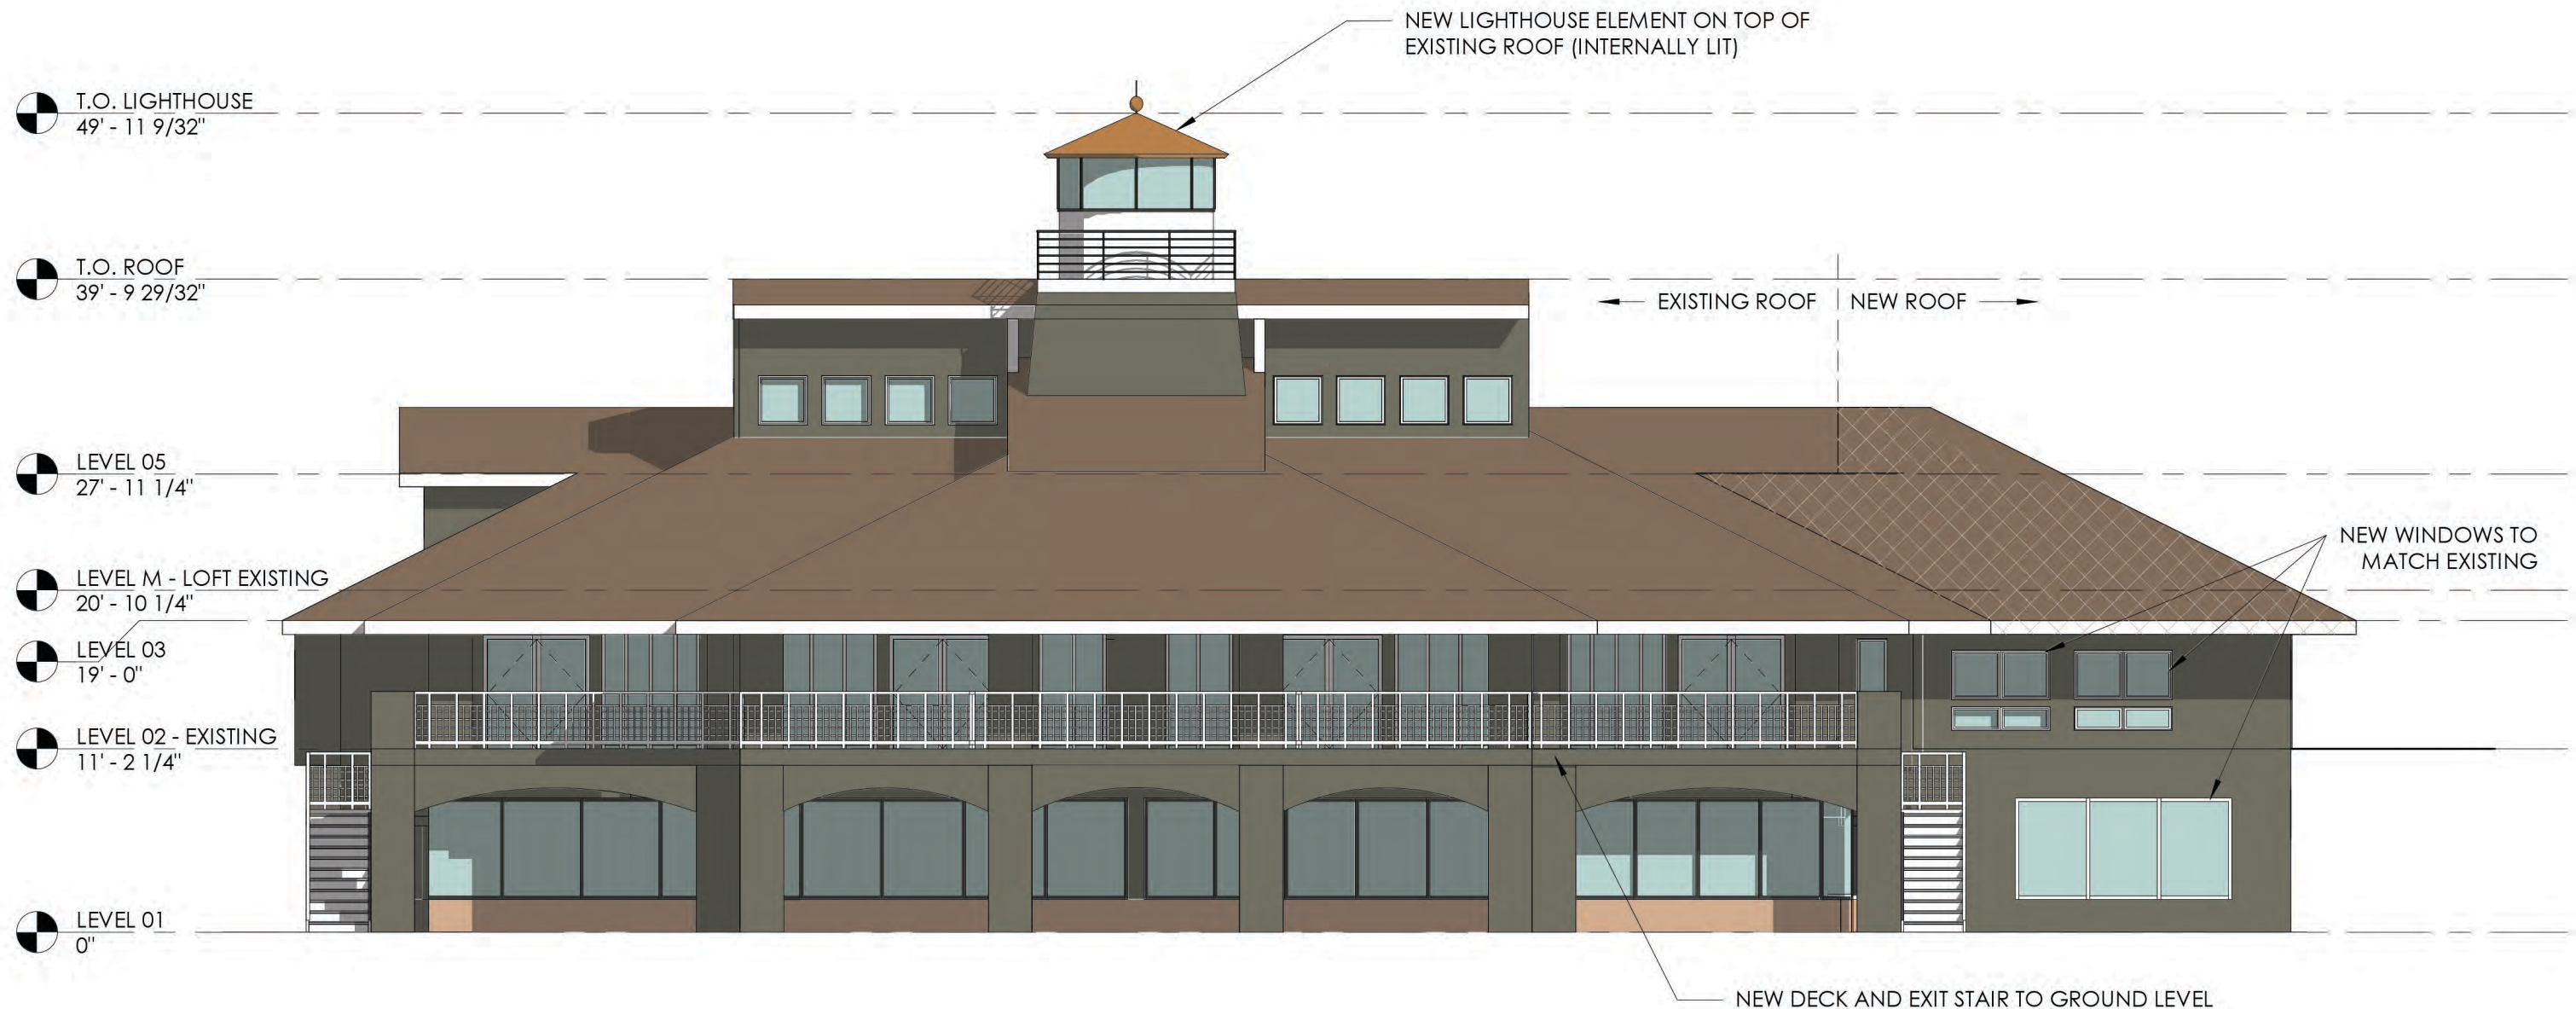 NEW LIGHTHOUSE ELEMENT ON TOP OF
EXISTING ROOF (INTERNALLY LIT)
T.O. LIGHTHOUSE
49' - 11 9/32"
T.O. ROOF
39' - 9 29/32"
EXISTING ROOF
NEW ROOF
LEVEL 05
27' - 11 1/4"
NEW WINDOWS TO
MATCH EXISTING
LEVEL M - LOFT EXISTING
20' - 10 1/4"
LEVEL 03
19' - 0"
LEVEL 02 - EXISTING
11' - 2 1/4"
LEVEL 01
0"
NEW DECK AND EXIT STAIR TO GROUND LEVEL